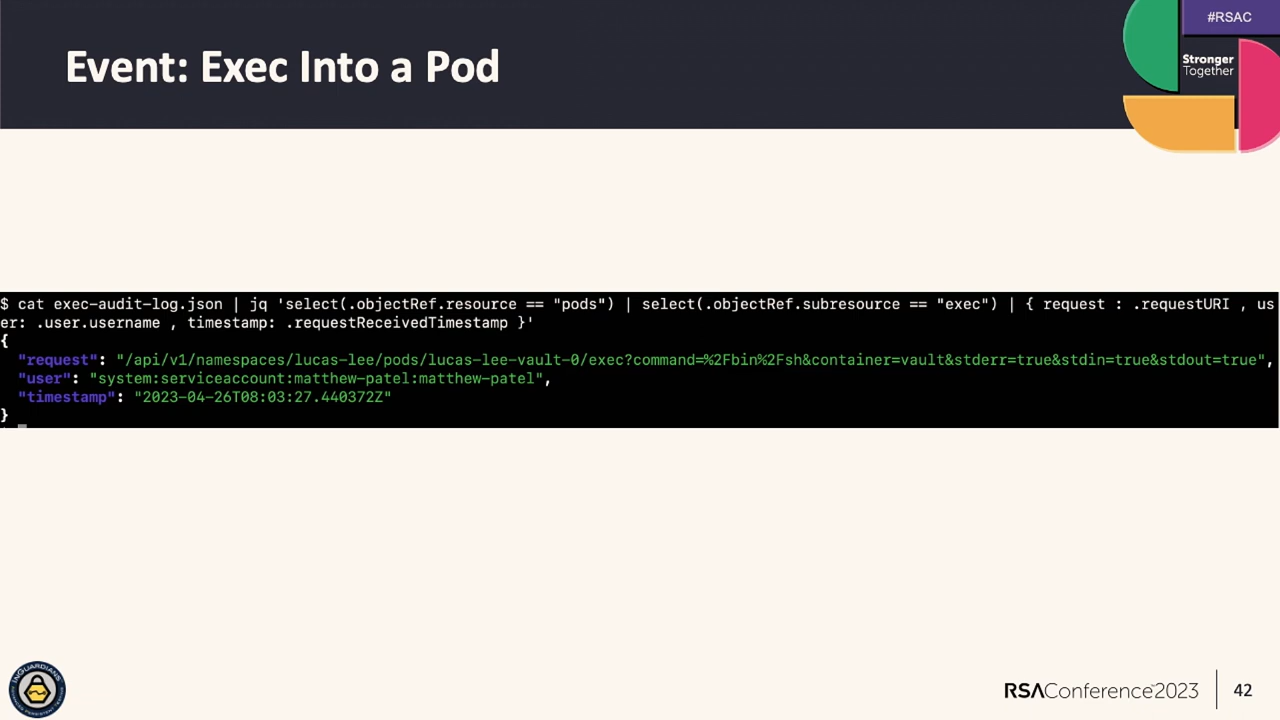 #RSAC
Event: Exec Into a Pod
Stronger
Together
$ cat exec-audit-log.json | jq 'select(.objectRef.resource == "pods") | select(.objectRef.subresource == "exec") | { request : .requestURI , us
er: .user.username , timestamp: .requestReceivedTimestamp }'
{
  "request": "/api/v1/namespaces/lucas-lee/pods/lucas-lee-vault-0/exec?command=%2Fbin%2Fsh&container=vault&stderr=true&stdin=true&stdout=true",
  "user": "system:serviceaccount:matthew-patel:matthew-patel",
  "timestamp": "2023-04-26T08:03:27.440372Z"
}
INGUARDIANS
RSAConference™2023
42